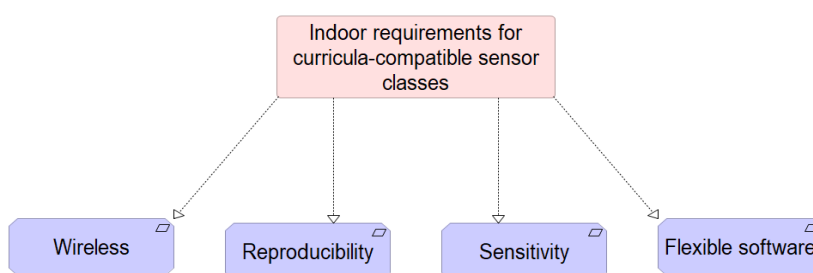 Indoor requirements for
curricula-compatible sensor
classes
Wireless
Reproducibility
Sensitivity
Flexible software